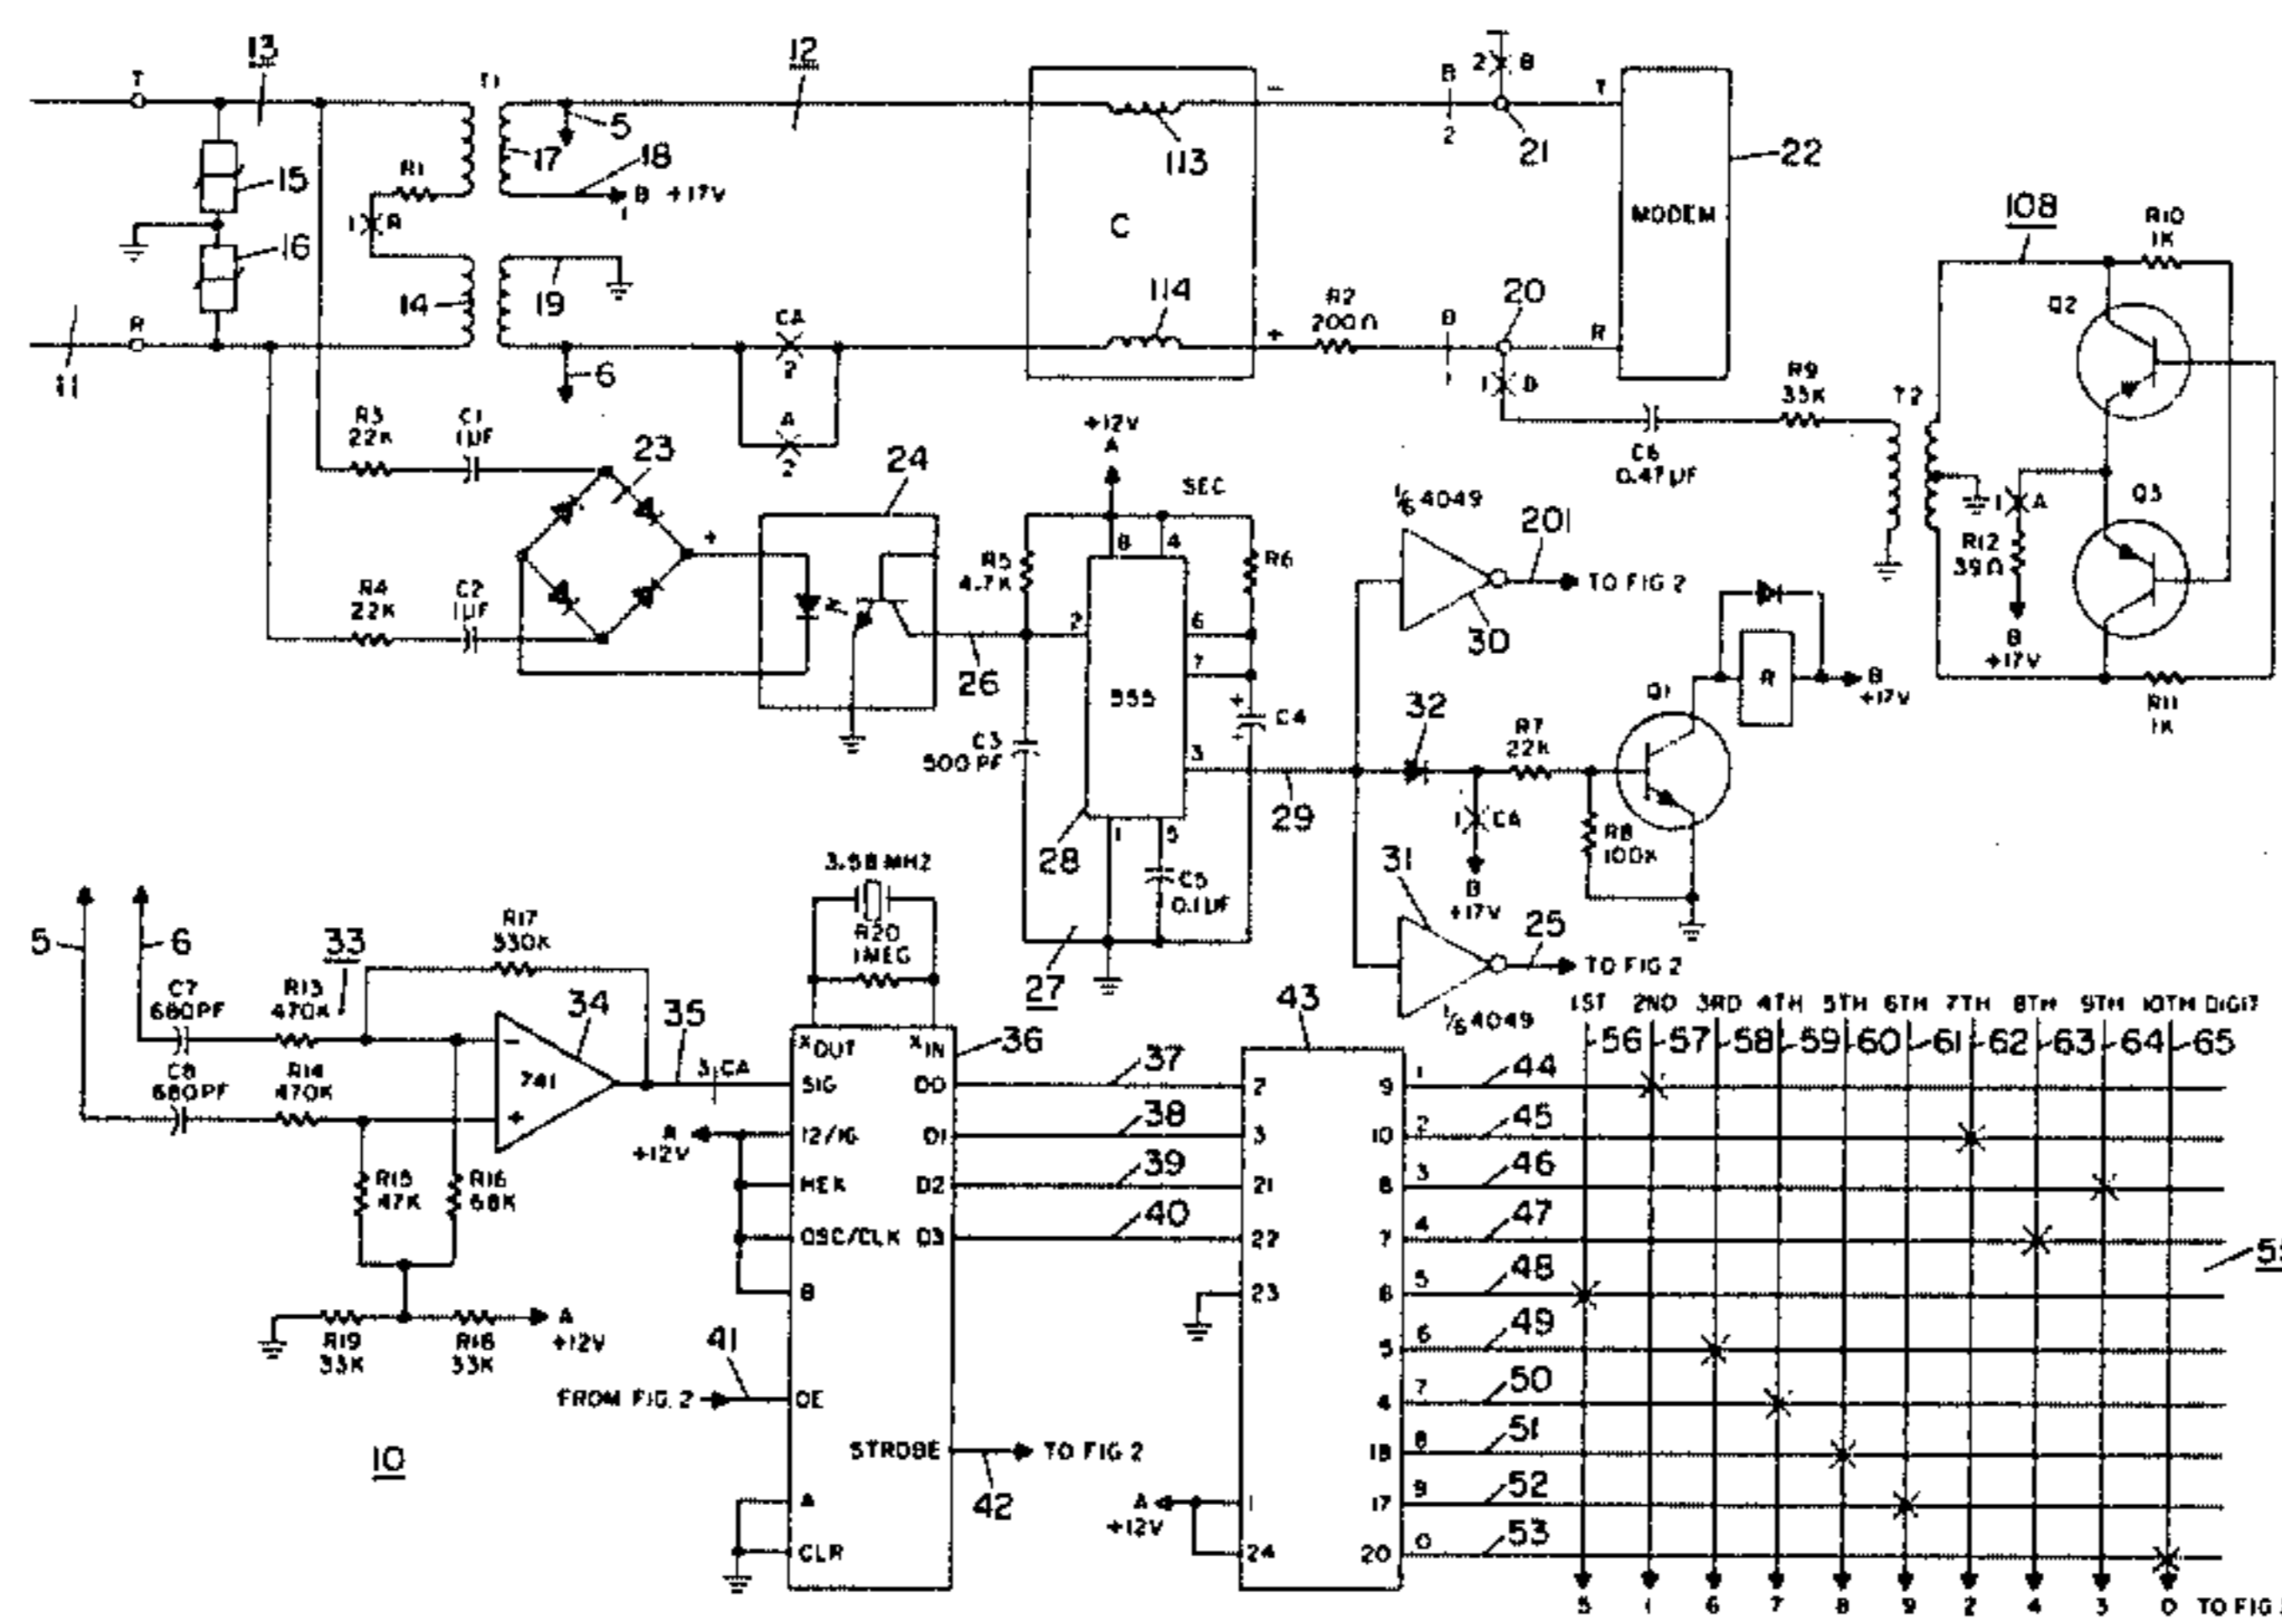 13
12
T
T1
2 B
B
2
T
5
21
17
18
113
22
15
R1
B +17V
1
1 R
C
MODEM
108
R10
1K
16
14
19
114
R2
200Ω
20
Q2
R
CA
2
+
R
11
6
1
1 B
R9
33K
T2
R3
22K
C1
1µF
23
A
2
24
+12V
A
C6
0.47µF
SEC
1/6 4049
201
1 A
Q3
+
8
4
R5
4.7K
R6
TO FIG 2
R12
39Ω
R4
22K
C2
1µF
2
6
30
B
+17V
26
7
555
R
B
+17V
Q1
R11
1K
32
R7
22K
C3
500 PF
+
C4
3
29
1 CA
R8
100K
28
1
5
31
B
+17V
3.58 MHZ
C5
0.1µF
R20
1MEG
25
TO FIG 2
5
6
33
R17
330K
27
1/6 4049
C7
680PF
R13
470K
34
35
43
1ST 2ND 3RD 4TH 5TH 6TH 7TH 8TH 9TH 10TH DIGIT
56 57 58 59 60 61 62 63 64 65
XOUT
XIN
36
C8
680PF
R14
470K
-
741
+
3 CA
SIG
D0
37
2
9
1
44
A
+12V
12/16
D1
38
3
10
2
45
R15
47K
R16
68K
HEX
D2
39
21
8
3
46
OSC/CLK
D3
40
22
7
4
47
B
23
6
5
48
R19
33K
R18
33K
A
+12V
41
5
6
49
FROM FIG. 2
OE
4
7
50
10
STROBE
42
TO FIG 2
18
8
51
A
A
+12V
1
17
9
52
CLR
24
20
0
53
5 1 6 7 8 9 2 4 3 0 TO FIG